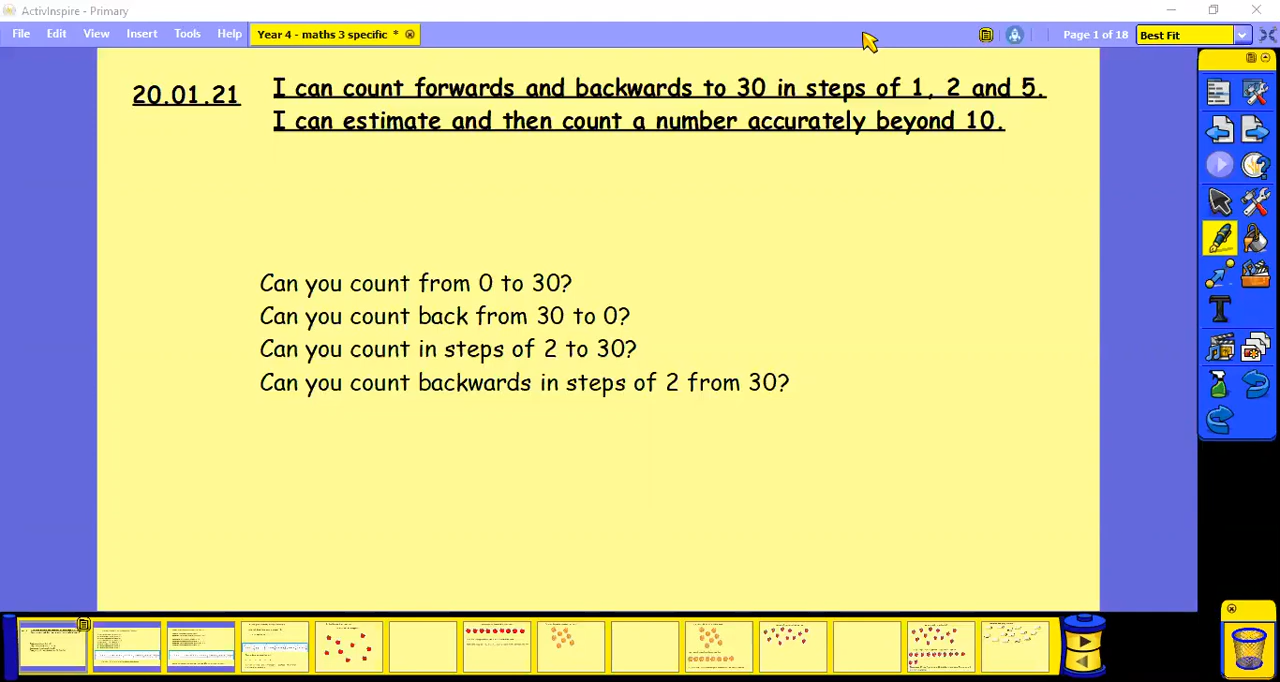 ActivInspire - Primary
File Edit View Insert Tools Help Year 4 - maths 3 specific * Page 1 of 18 Best Fit
20.01.21 I can count forwards and backwards to 30 in steps of 1, 2 and 5.
I can estimate and then count a number accurately beyond 10.
Can you count from 0 to 30?
Can you count back from 30 to 0?
Can you count in steps of 2 to 30?
Can you count backwards in steps of 2 from 30?